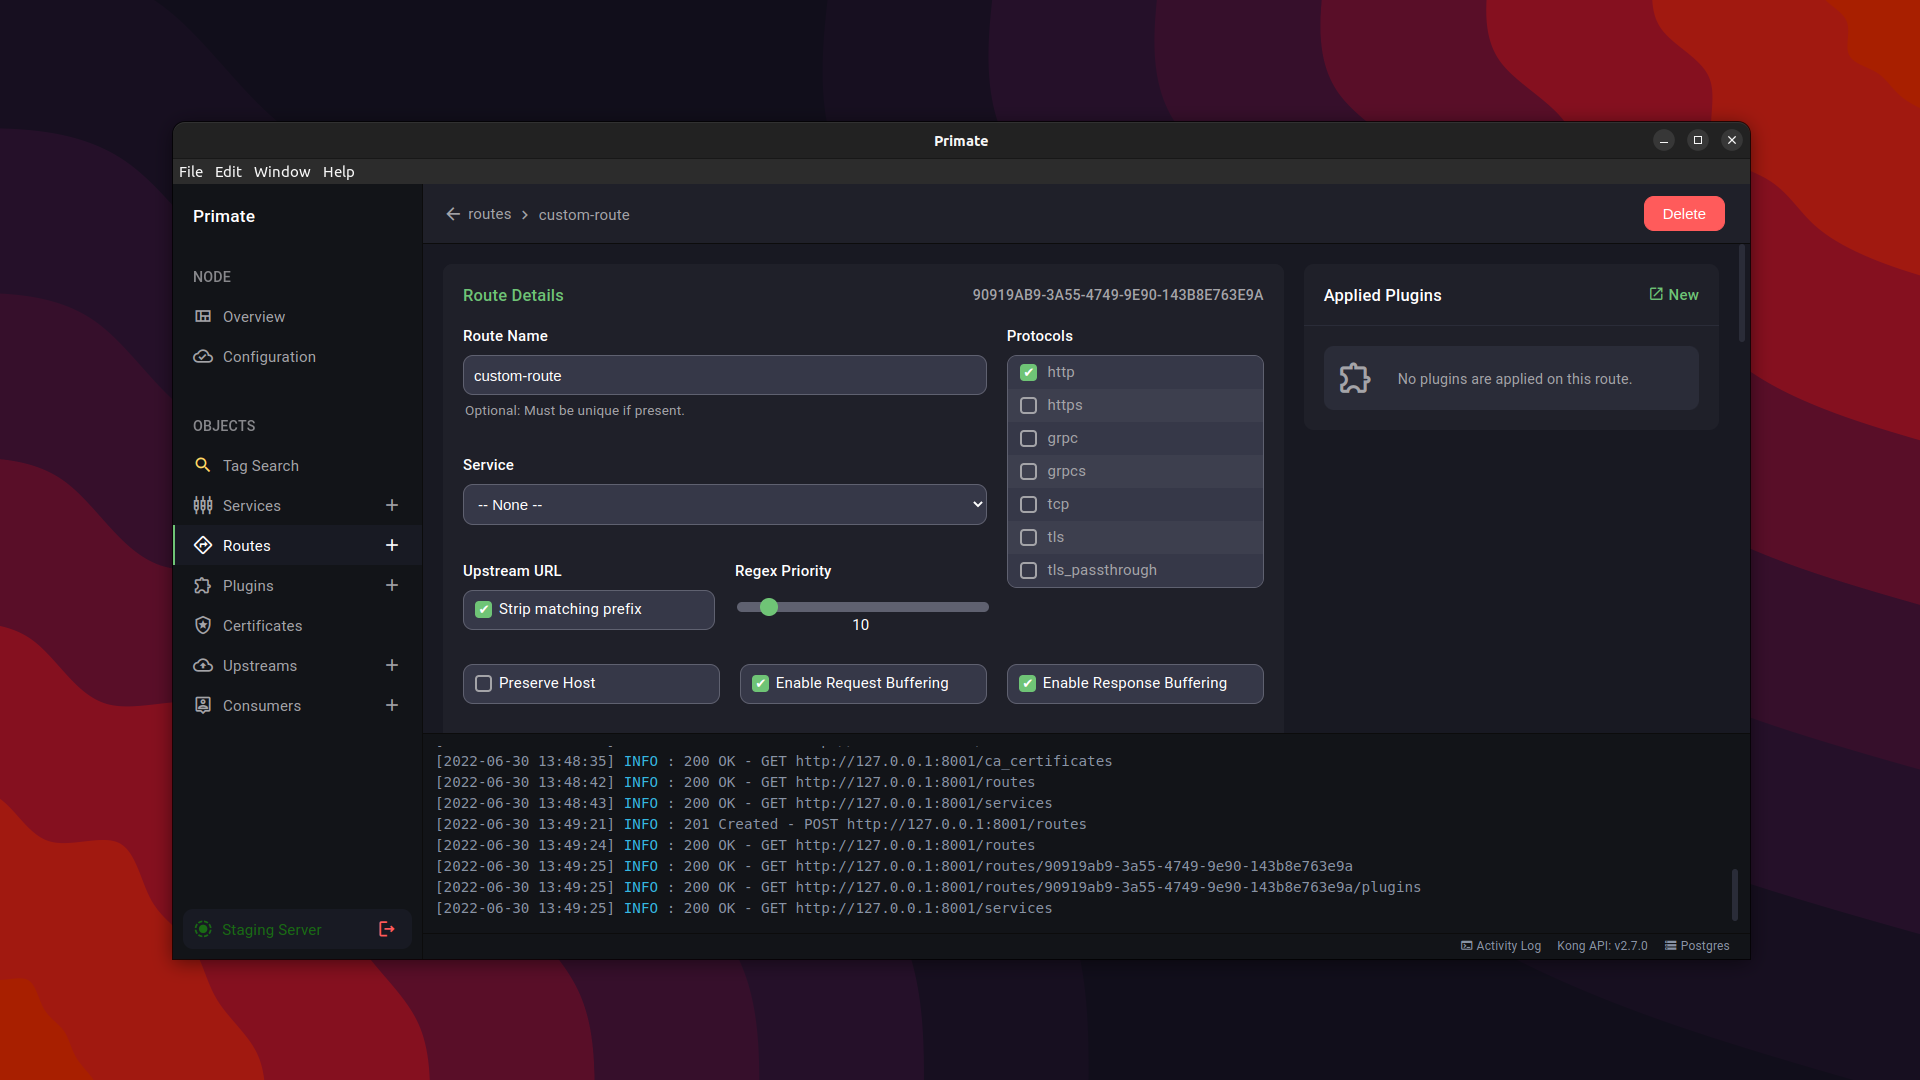 Primate
File Edit Window Help
Primate
NODE
Overview
Configuration
OBJECTS
Tag Search
Services +
Routes +
Plugins +
Certificates
Upstreams +
Consumers +
Staging Server
routes > custom-route
Delete
Route Details 90919AB9-3A55-4749-9E90-143B8E763E9A
Route Name
custom-route
Optional: Must be unique if present.
Service
-- None --
Upstream URL
Strip matching prefix
Regex Priority
10
Protocols
http
https
grpc
grpcs
tcp
tls
tls_passthrough
Preserve Host
Enable Request Buffering
Enable Response Buffering
Applied Plugins
New
No plugins are applied on this route.
[2022-06-30 13:48:35] INFO : 200 OK - GET http://127.0.0.1:8001/ca_certificates
[2022-06-30 13:48:42] INFO : 200 OK - GET http://127.0.0.1:8001/routes
[2022-06-30 13:48:43] INFO : 200 OK - GET http://127.0.0.1:8001/services
[2022-06-30 13:49:21] INFO : 201 Created - POST http://127.0.0.1:8001/routes
[2022-06-30 13:49:24] INFO : 200 OK - GET http://127.0.0.1:8001/routes
[2022-06-30 13:49:25] INFO : 200 OK - GET http://127.0.0.1:8001/routes/90919ab9-3a55-4749-9e90-143b8e763e9a
[2022-06-30 13:49:25] INFO : 200 OK - GET http://127.0.0.1:8001/routes/90919ab9-3a55-4749-9e90-143b8e763e9a/plugins
[2022-06-30 13:49:25] INFO : 200 OK - GET http://127.0.0.1:8001/services
Activity Log Kong API: v2.7.0 Postgres